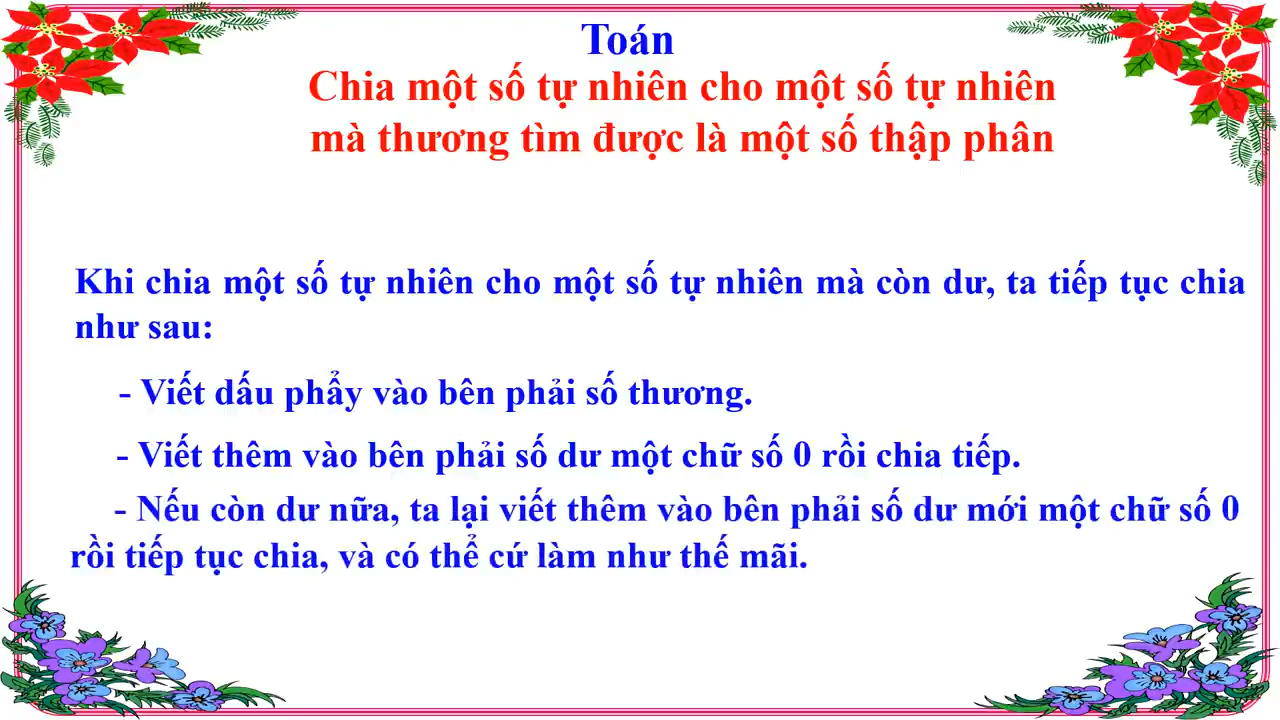 Toán
Chia một số tự nhiên cho một số tự nhiên
mà thương tìm được là một số thập phân
Khi chia một số tự nhiên cho một số tự nhiên mà còn dư, ta tiếp tục chia
như sau:
- Viết dấu phẩy vào bên phải số thương.
- Viết thêm vào bên phải số dư một chữ số 0 rồi chia tiếp.
- Nếu còn dư nữa, ta lại viết thêm vào bên phải số dư mới một chữ số 0
rồi tiếp tục chia, và có thể cứ làm như thế mãi.